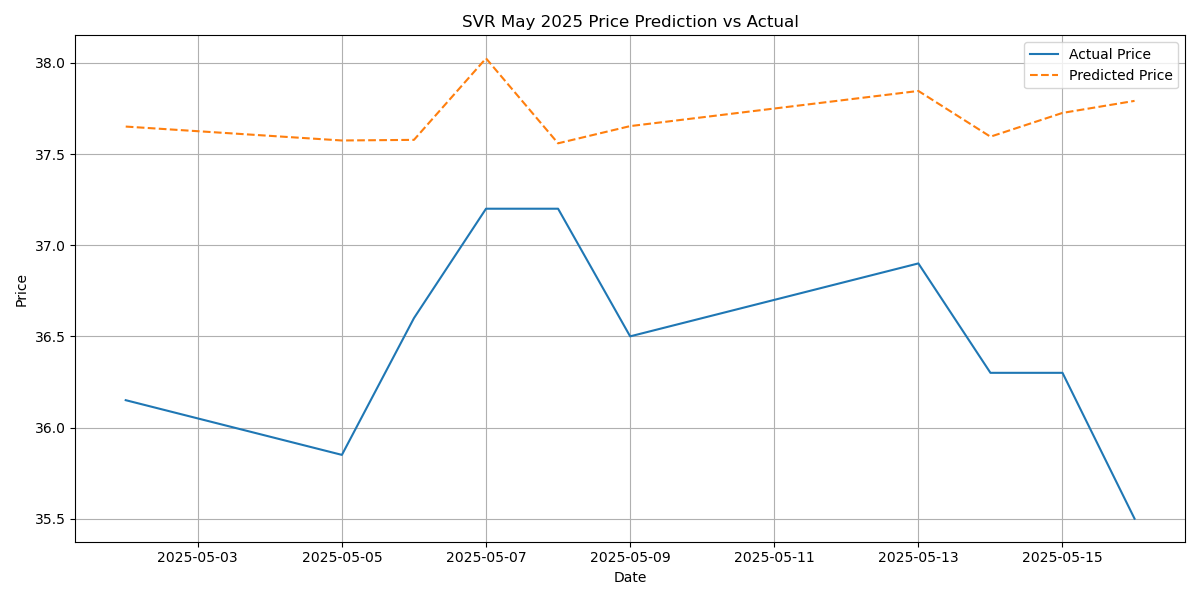 SVR May 2025 Price Prediction vs Actual
Actual Price
Predicted Price
38.0
37.5
37.0
36.5
36.0
35.5
Price
2025-05-03
2025-05-05
2025-05-07
2025-05-09
2025-05-11
2025-05-13
2025-05-15
Date